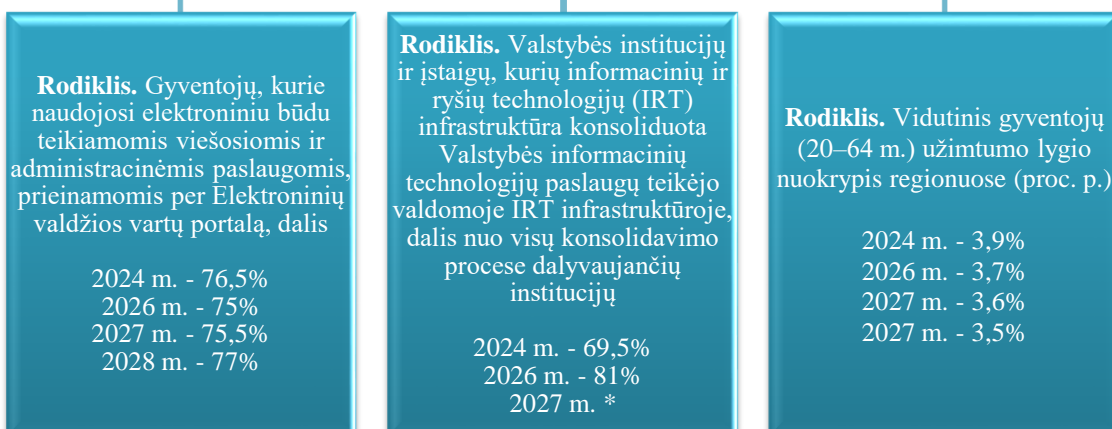 Rodiklis. Gyventojų, kurie
naudojosi elektroniniu būdu
teikiamomis viešosiomis ir
administracinėmis paslaugomis,
prieinamomis per Elektroninių
valdžios vartų portalą, dalis
2024 m. - 76,5%
2026 m. - 75%
2027 m. - 75,5%
2028 m. - 77%
Rodiklis. Valstybės institucijų
ir įstaigų, kurių informacinių ir
ryšių technologijų (IRT)
infrastruktūra konsoliduota
Valstybės informacinių
technologijų paslaugų teikėjo
valdomoje IRT infrastruktūroje,
dalis nuo visų konsolidavimo
procese dalyvaujančių
institucijų
2024 m. - 69,5%
2026 m. - 81%
2027 m. *
Rodiklis. Vidutinis gyventojų
(20–64 m.) užimtumo lygio
nuokrypis regionuose (proc. p.)
2024 m. - 3,9%
2026 m. - 3,7%
2027 m. - 3,6%
2027 m. - 3,5%